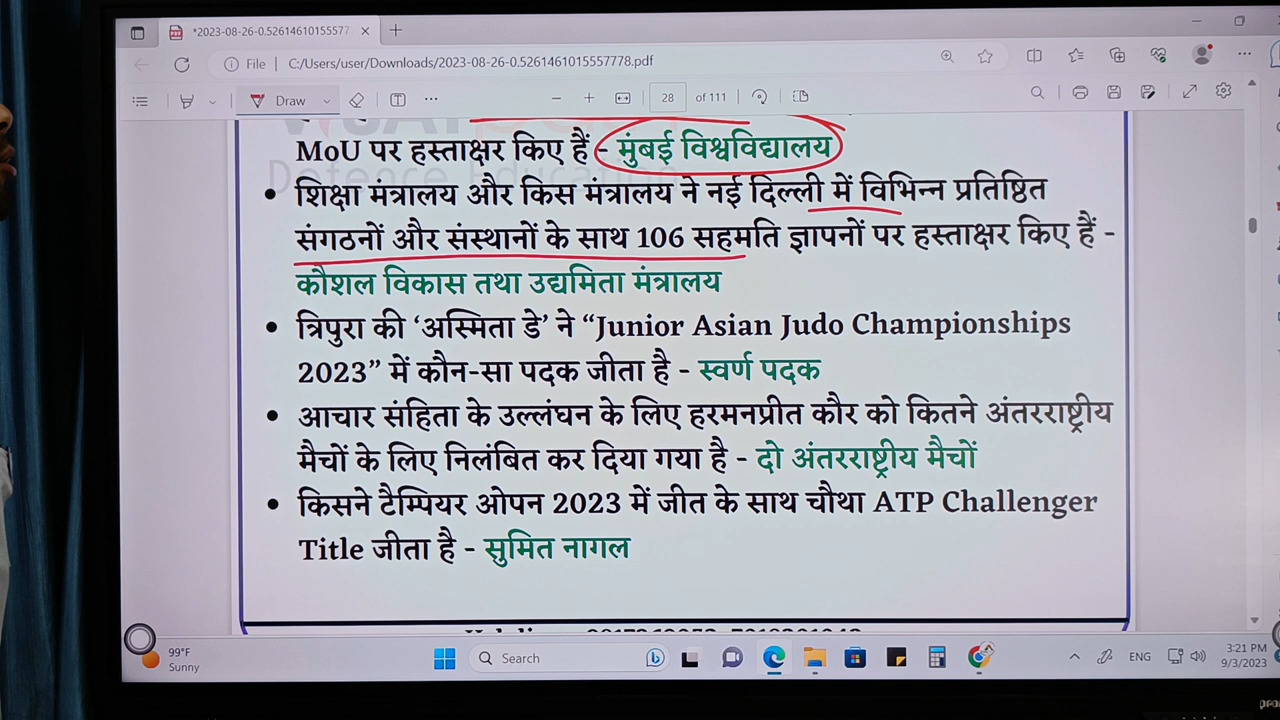 *2023-08-26-0.52614610155577
File | C:/Users/user/Downloads/2023-08-26-0.5261461015557778.pdf
Draw
28 of 111
MoU पर हस्ताक्षर किए हैं - मुंबई विश्वविद्यालय
Defence Education
• शिक्षा मंत्रालय और किस मंत्रालय ने नई दिल्ली में विभिन्न प्रतिष्ठित
संगठनों और संस्थानों के साथ 106 सहमति ज्ञापनों पर हस्ताक्षर किए हैं -
कौशल विकास तथा उद्यमिता मंत्रालय
• त्रिपुरा की ‘अस्मिता डे’ ने “Junior Asian Judo Championships
2023” में कौन-सा पदक जीता है - स्वर्ण पदक
• आचार संहिता के उल्लंघन के लिए हरमनप्रीत कौर को कितने अंतरराष्ट्रीय
मैचों के लिए निलंबित कर दिया गया है - दो अंतरराष्ट्रीय मैचों
• किसने टैम्पियर ओपन 2023 में जीत के साथ चौथा ATP Challenger
Title जीता है - सुमित नागल
99°F
Sunny
Search
ENG
3:21 PM
9/3/2023